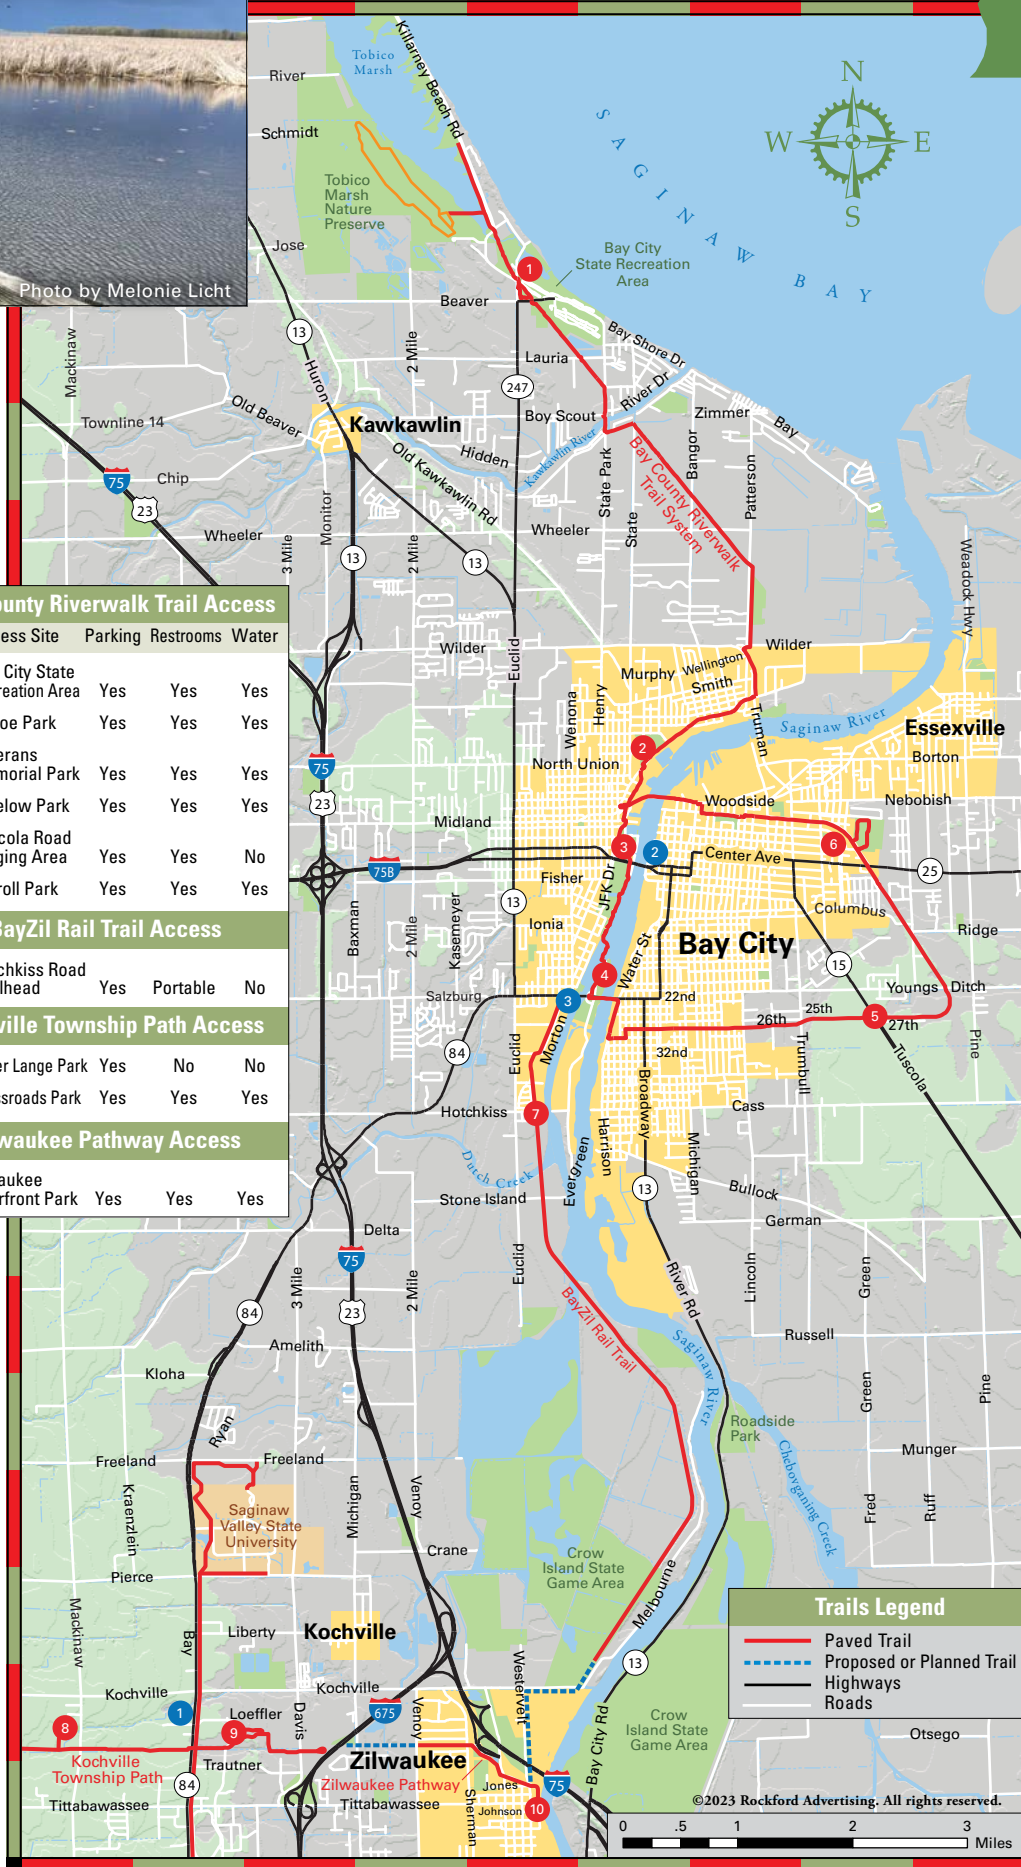 Photo by Melonie Licht
Killarney Beach Rd
Tobico
Marsh
River
Schmidt
Tobico
Marsh
Nature
Preserve
Jose
SAGINAW BAY
N
W
E
S
1
Bay City
State Recreation
Area
Beaver
13
Huron
2 Mile
Mackinaw
Lauria
247
Bay Shore Dr
River Dr
Boy Scout
Zimmer
Bay
Old Beaver
Kawkawlin
Townline 14
Old Kawkawlin Rd
Hidden
Kawkawlin River
State Park
Bangor
Patterson
Bay County Riverwalk
Trail System
75
Chip
23
Wheeler
3 Mile
Monitor
13
2 Mile
13
Wheeler
State
Weadock Hwy
ounty Riverwalk Trail Access
ess Site Parking Restrooms Water
City State
reation Area Yes Yes Yes
oe Park Yes Yes Yes
erans
morial Park Yes Yes Yes
elow Park Yes Yes Yes
cola Road
ging Area Yes Yes No
roll Park Yes Yes Yes
BayZil Rail Trail Access
chkiss Road
lhead Yes Portable No
ville Township Path Access
er Lange Park Yes No No
ssroads Park Yes Yes Yes
waukee Pathway Access
aukee
rfront Park Yes Yes Yes
Wilder
Euclid
Wilder
Murphy
Wellington
Smith
Wenona
Henry
Truman
Saginaw River
Essexville
Borton
75
23
2
North Union
Woodside
Nebobish
Midland
3
2
6
Center Ave
75B
25
Fisher
JFK Dr
13
Columbus
Ionia
Baxman
2 Mile
Kasemeyer
Water St
Bay City
Ridge
15
4
Salzburg
3
22nd
Youngs Ditch
25th
26th
5
27th
Morton
Euclid
84
32nd
Trumbull
Pine
Tuscola
Broadway
Hotchkiss
7
Cass
Harrison
Michigan
Dutch Creek
Evergreen
Stone Island
13
Bullock
German
Delta
75
Euclid
3 Mile
2 Mile
23
84
River Rd
Lincoln
Green
BayZil Rail Trail
Amelith
Russell
Saginaw River
Kloha
Green
Pine
Ryan
Roadside
Park
Freeland
Freeland
Munger
Chebovganing Creek
Kraenzlein
Saginaw
Valley State
University
Michigan
Venoy
Fred
Ruff
Crane
Crow
Island State
Game Area
Pierce
Melbourne
Mackinaw
Bay
Liberty
Kochville
Trails Legend
Paved Trail
Proposed or Planned Trail
Highways
Roads
13
Westervelt
Kochville
Kochville
1
Loeffler
Davis
675
Venoy
8
9
Kochville
Township Path
Trautner
Bay City Rd
Crow
Island State
Game Area
Otsego
Zilwaukee
Zilwaukee Pathway
84
Jones
75
Tittabawassee
Tittabawassee
Sherman
Johnson
10
©2023 Rockford Advertising. All rights reserved.
0 .5 1 2 3
Miles